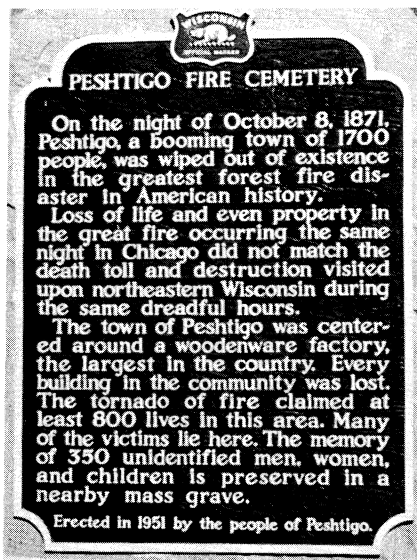 WISCONSIN
OFFICIAL MARKER
PESHTIGO FIRE CEMETERY
On the night of October 8, 1871,
Peshtigo, a booming town of 1700
people, was wiped out of existence
in the greatest forest fire dis-
aster in American history.
Loss of life and even property in
the great fire occurring the same
night in Chicago did not match the
death toll and destruction visited
upon northeastern Wisconsin during
the same dreadful hours.
The town of Peshtigo was center-
ed around a woodenware factory,
the largest in the country. Every
building in the community was lost.
The tornado of fire claimed at
least 800 lives in this area. Many
of the victims lie here. The memory
of 350 unidentified men, women,
and children is preserved in a
nearby mass grave.
Erected in 1951 by the people of Peshtigo.